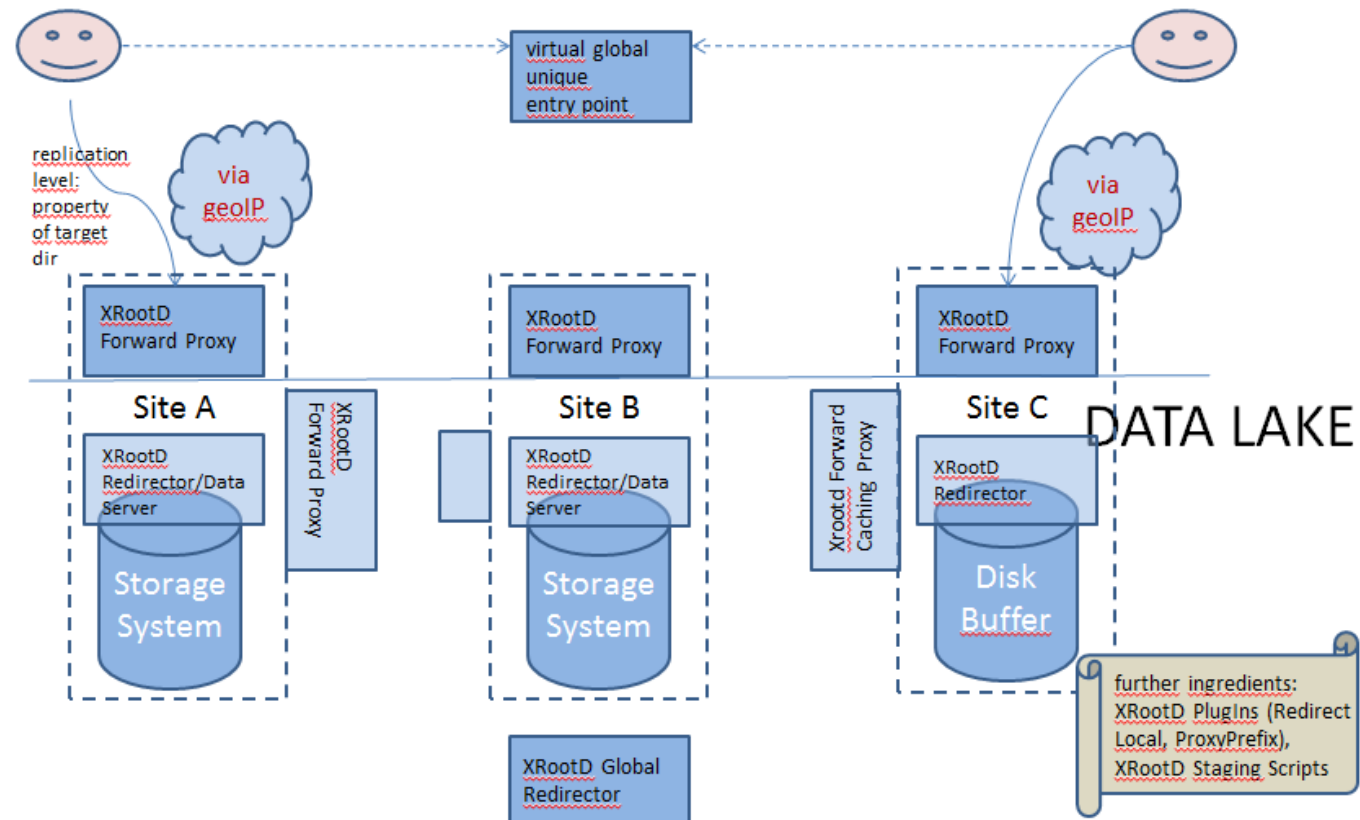 virtual global
unique
entry point
replication
level:
property
of target
dir
via
geoIP
via
geoIP
XRootD
Forward Proxy
XRootD
Forward Proxy
XRootD
Forward Proxy
Site A
Site B
Site C
DATA LAKE
XRootD
Redirector/Data
Server
XRootD
Forward Proxy
XRootD
Redirector/Data
Server
Xrootd Forward
Caching Proxy
XRootD
Redirector
Storage
System
Storage
System
Disk
Buffer
further ingredients:
XRootD PlugIns (Redirect
Local, ProxyPrefix),
XRootD Staging Scripts
XRootD Global
Redirector